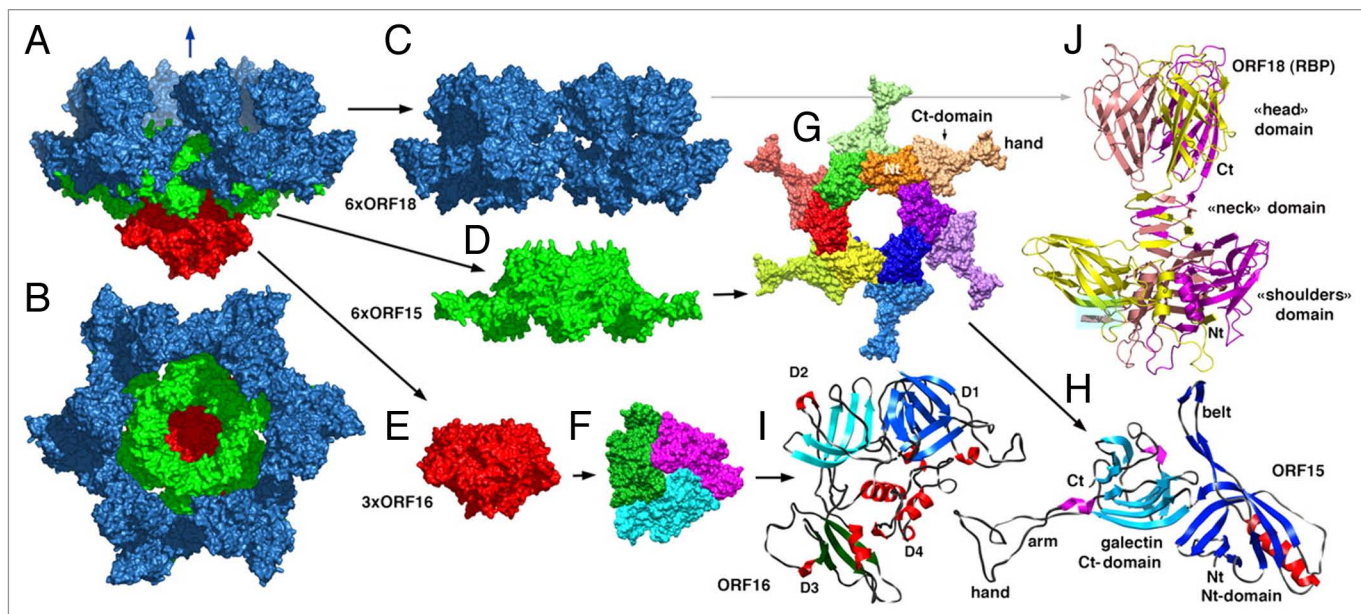 A
B
C
6xORF18
D
6xORF15
E
3xORF16
F
G
Ct-domain
hand
Nt
J
ORF18 (RBP)
«head»
domain
Ct
«neck» domain
«shoulders»
domain
Nt
I
D2
D1
D4
D3
ORF16
H
belt
ORF15
Ct
arm
hand
galectin
Ct-domain
Nt
Nt-domain